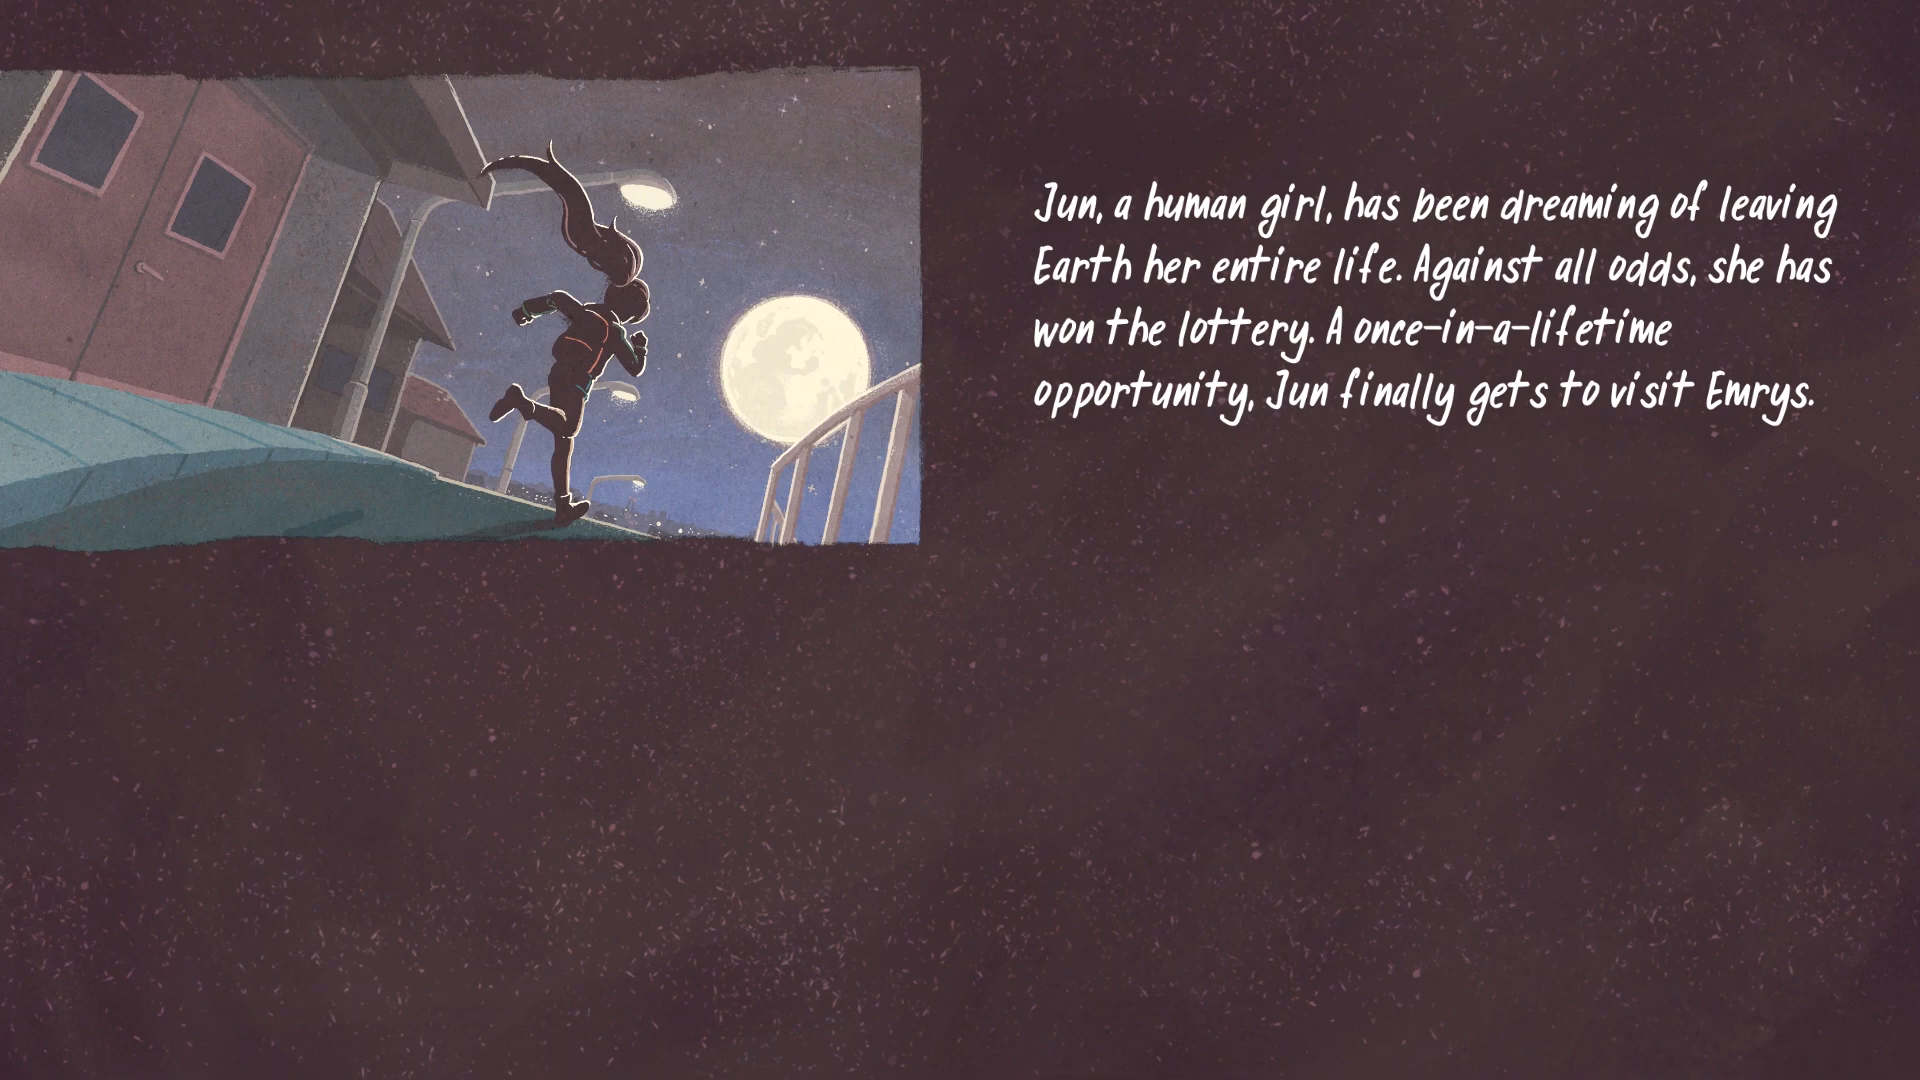 Jun, a human girl, has been dreaming of leaving
Earth her entire life. Against all odds, she has
won the lottery. A once-in-a-lifetime
opportunity, Jun finally gets to visit Emrys.